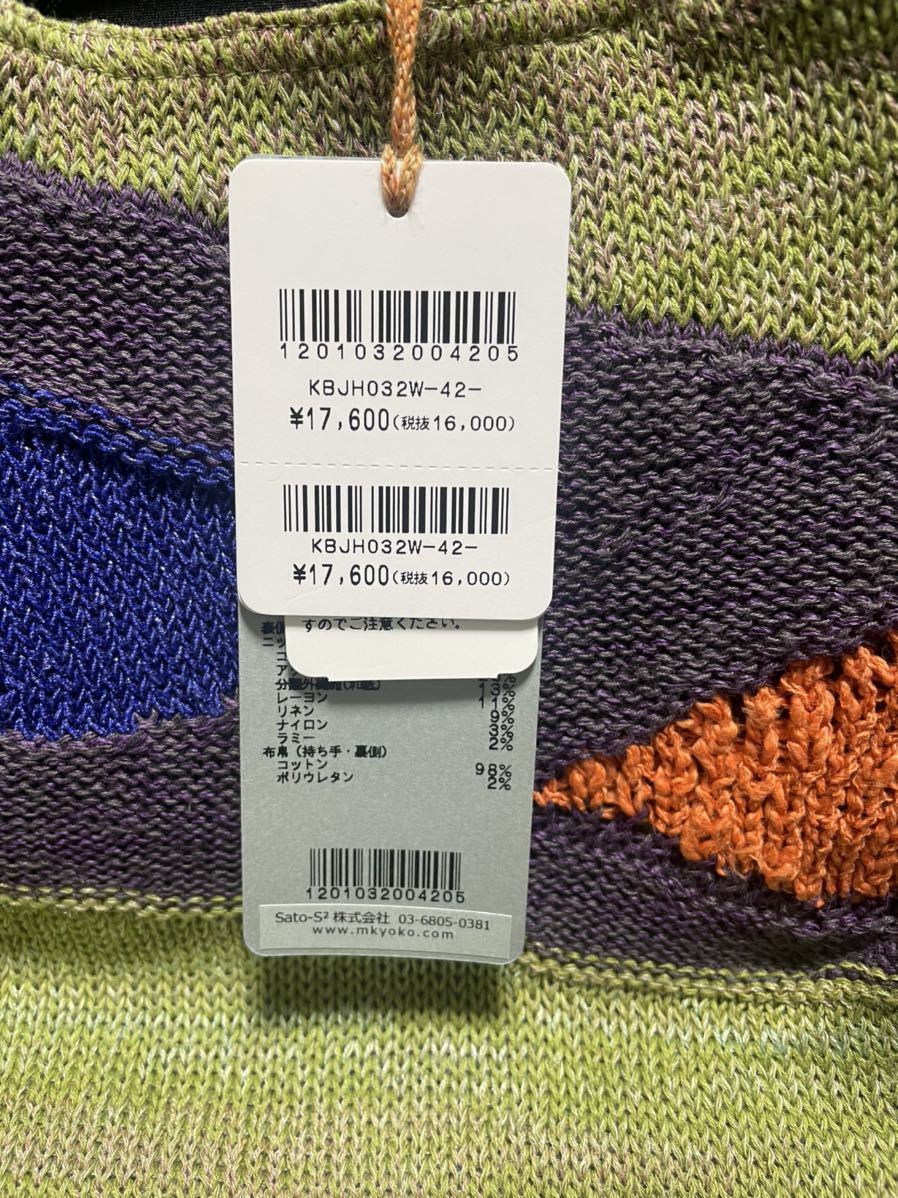 1201032004205
KBJH032W-42-
¥17,600(税抜16,000)
KBJH032W-42-
¥17,600(税抜16,000)
すのでご注意ください。
13%
レーヨン 11%
リネン 9%
ナイロン 3%
ラミー 2%
布帛(持ち手・裏側)
コットン 98%
ポリウレタン 2%
1201032004205
Sato-S² 株式会社 03-6805-0381
www.mkyoko.com